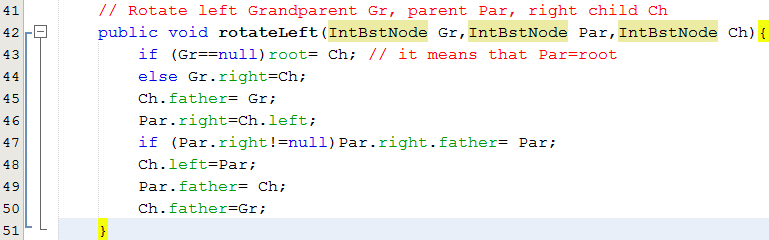 41 // Rotate left Grandparent Gr, parent Par, right child Ch
42 public void rotateLeft(IntBstNode Gr,IntBstNode Par,IntBstNode Ch){
43 if (Gr==null)root= Ch; // it means that Par=root
44 else Gr.right=Ch;
45 Ch.father= Gr;
46 Par.right=Ch.left;
47 if (Par.right!=null)Par.right.father= Par;
48 Ch.left=Par;
49 Par.father= Ch;
50 Ch.father=Gr;
51 }